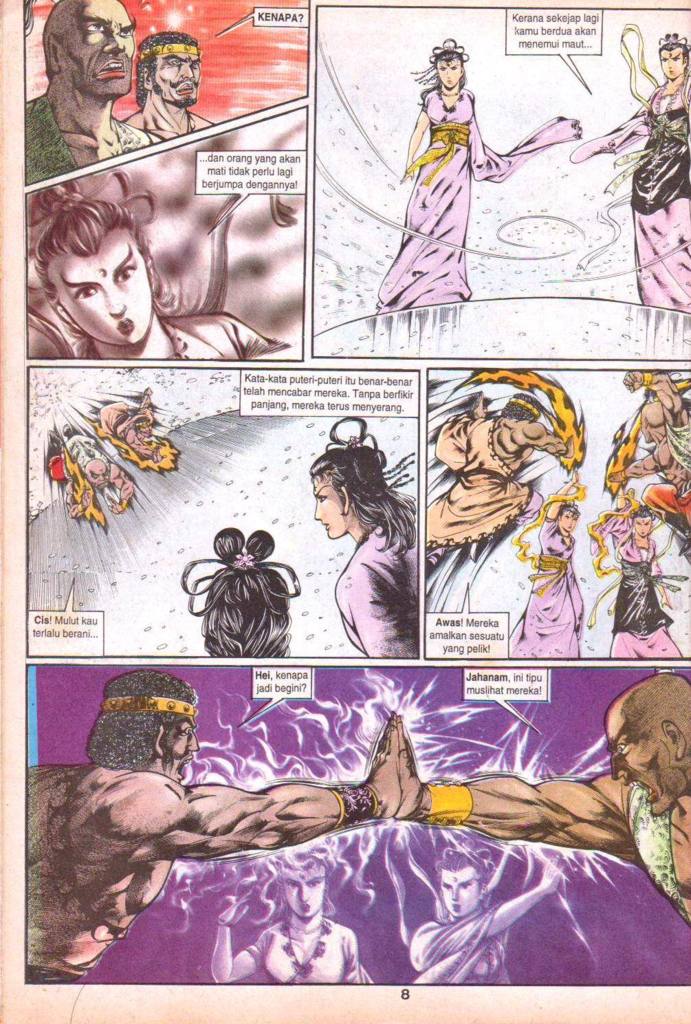 KENAPA?
Kerana sekejap lagi
kamu berdua akan
menemui maut...
...dan orang yang akan
mati tidak perlu lagi
berjumpa dengannya!
Kata-kata puteri-puteri itu benar-benar
telah mencabar mereka. Tanpa berfikir
panjang, mereka terus menyerang.
Cis! Mulut kau
terlalu berani...
Awas! Mereka
amalkan sesuatu
yang pelik!
Hei, kenapa
jadi begini?
Jahanam, ini tipu
muslihat mereka!
8